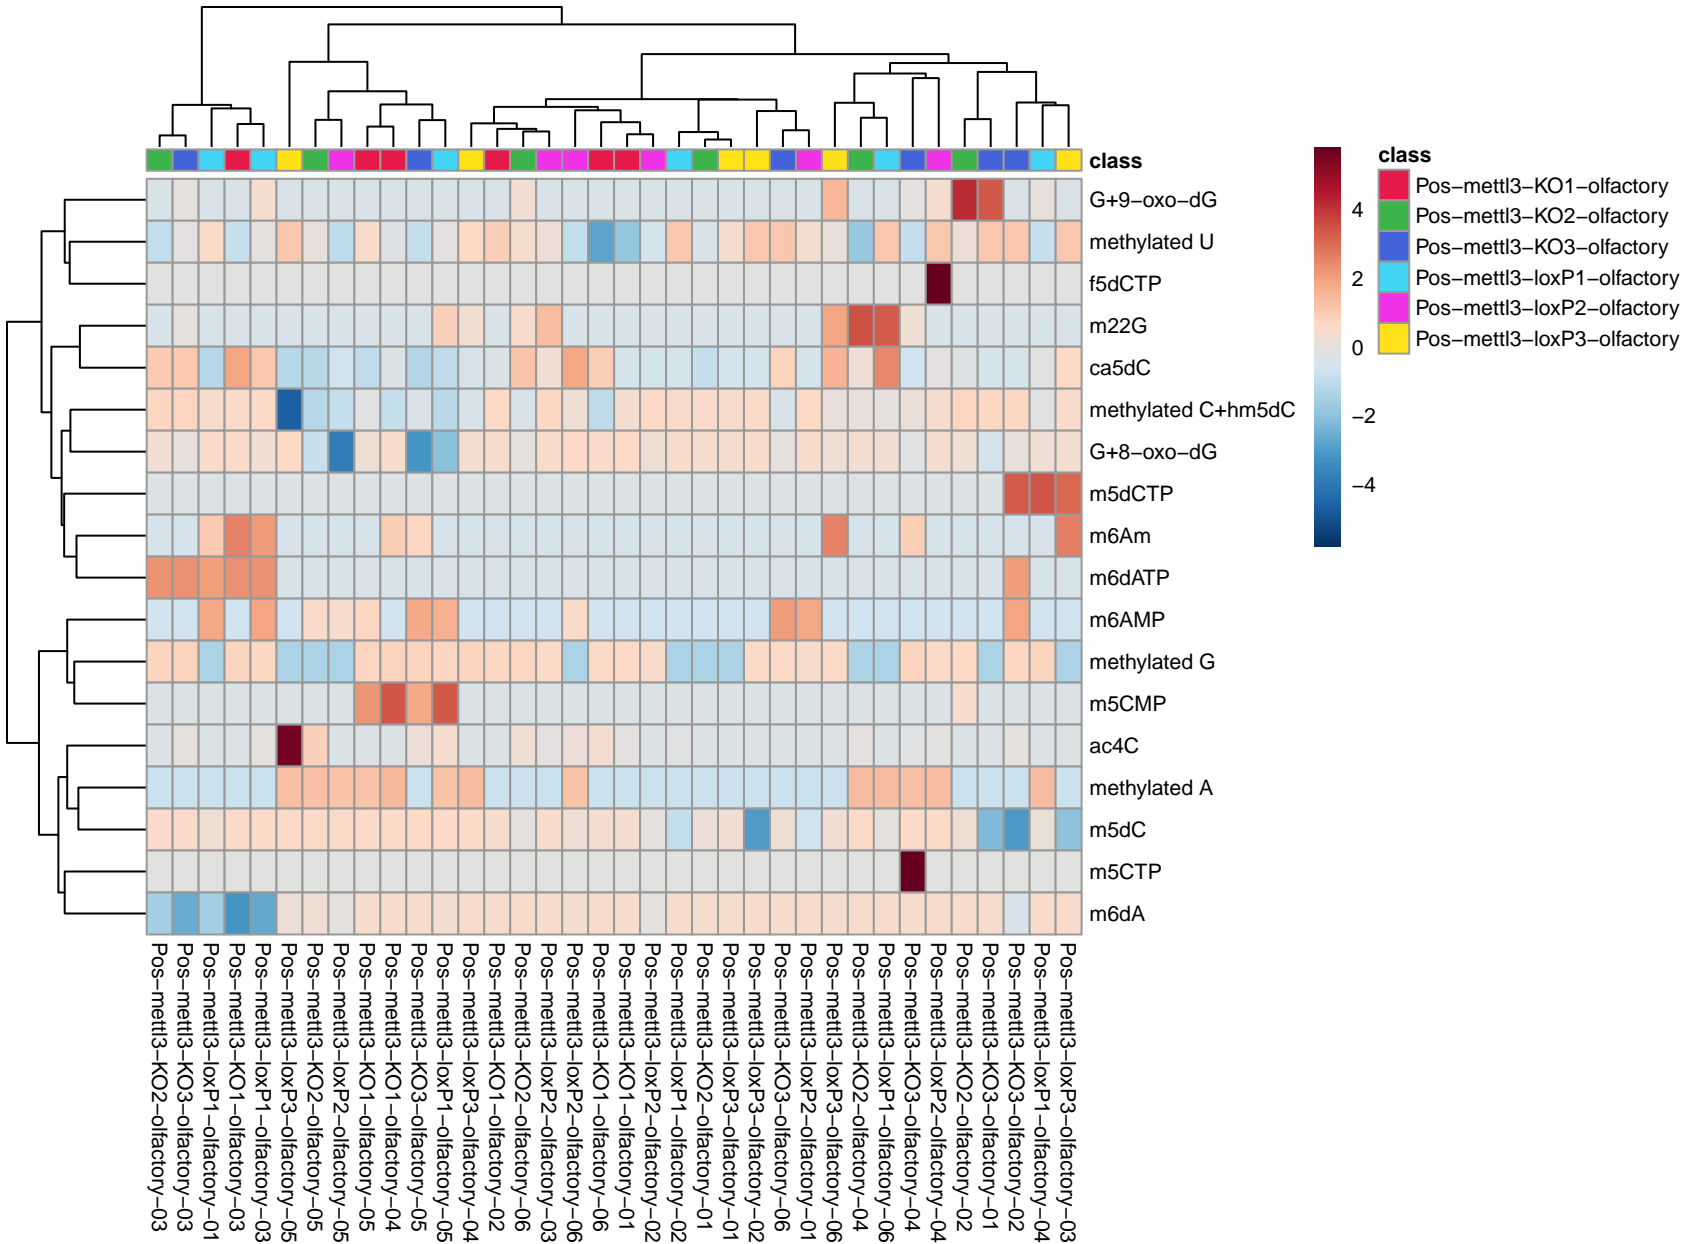 class
G+9−oxo−dG
methylated U
f5dCTP
m22G
ca5dC
methylated C+hm5dC
G+8−oxo−dG
m5dCTP
m6Am
m6dATP
m6AMP
methylated G
m5CMP
ac4C
methylated A
m5dC
m5CTP
m6dA
4
2
0
−2
−4
class
Pos−mettl3−KO1−olfactory
Pos−mettl3−KO2−olfactory
Pos−mettl3−KO3−olfactory
Pos−mettl3−loxP1−olfactory
Pos−mettl3−loxP2−olfactory
Pos−mettl3−loxP3−olfactory
Pos−mettl3−KO2−olfactory−03
Pos−mettl3−KO3−olfactory−03
Pos−mettl3−loxP1−olfactory−01
Pos−mettl3−KO1−olfactory−03
Pos−mettl3−loxP1−olfactory−03
Pos−mettl3−loxP3−olfactory−05
Pos−mettl3−KO2−olfactory−05
Pos−mettl3−loxP2−olfactory−05
Pos−mettl3−KO1−olfactory−05
Pos−mettl3−KO1−olfactory−04
Pos−mettl3−KO3−olfactory−05
Pos−mettl3−loxP1−olfactory−05
Pos−mettl3−loxP3−olfactory−04
Pos−mettl3−KO1−olfactory−02
Pos−mettl3−KO2−olfactory−06
Pos−mettl3−loxP2−olfactory−03
Pos−mettl3−loxP2−olfactory−06
Pos−mettl3−KO1−olfactory−06
Pos−mettl3−KO1−olfactory−01
Pos−mettl3−loxP2−olfactory−02
Pos−mettl3−loxP1−olfactory−02
Pos−mettl3−KO2−olfactory−01
Pos−mettl3−loxP3−olfactory−01
Pos−mettl3−loxP3−olfactory−02
Pos−mettl3−KO3−olfactory−06
Pos−mettl3−loxP2−olfactory−01
Pos−mettl3−loxP3−olfactory−06
Pos−mettl3−KO2−olfactory−04
Pos−mettl3−loxP1−olfactory−06
Pos−mettl3−KO3−olfactory−04
Pos−mettl3−loxP2−olfactory−04
Pos−mettl3−KO2−olfactory−02
Pos−mettl3−KO3−olfactory−01
Pos−mettl3−KO3−olfactory−02
Pos−mettl3−loxP1−olfactory−04
Pos−mettl3−loxP3−olfactory−03